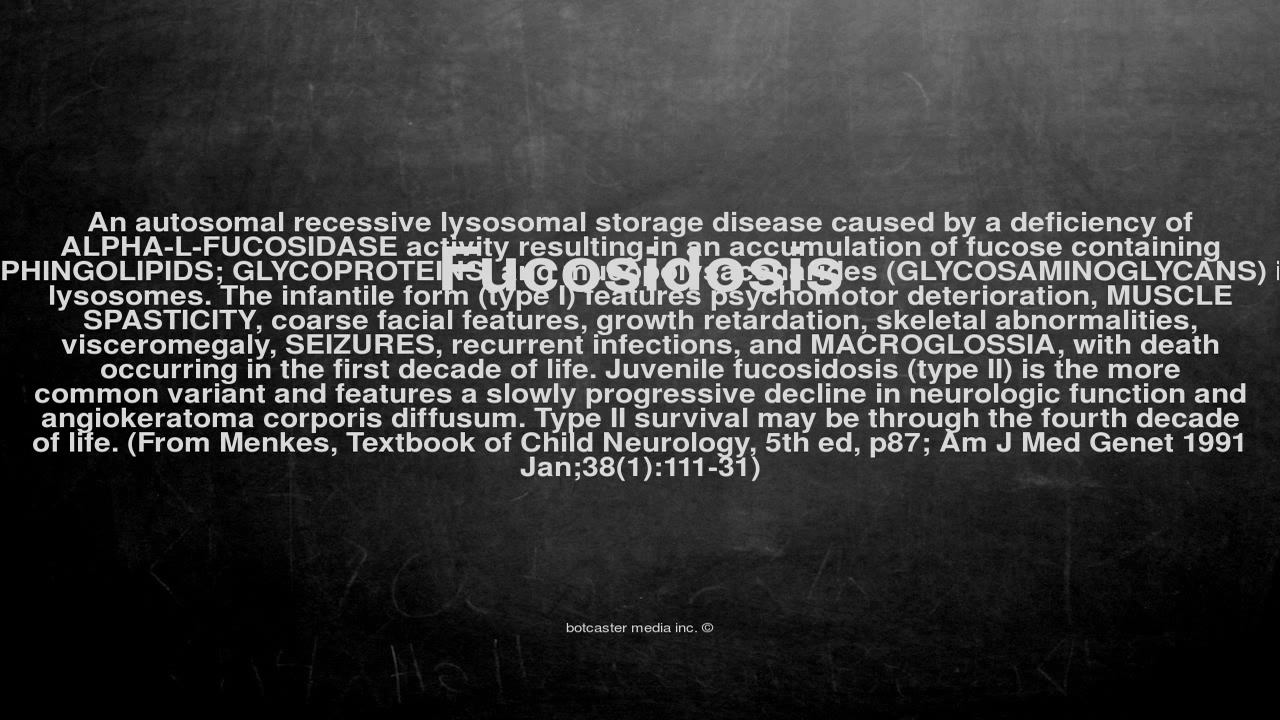 An autosomal recessive lysosomal storage disease caused by a deficiency of
ALPHA-L-FUCOSIDASE activity resulting in an accumulation of fucose containing
Fucosidosis
PHINGOLIPIDS; GLYCOPROTEINS, and mucopolysaccharides (GLYCOSAMINOGLYCANS) i
lysosomes. The infantile form (type I) features psychomotor deterioration, MUSCLE
SPASTICITY, coarse facial features, growth retardation, skeletal abnormalities,
visceromegaly, SEIZURES, recurrent infections, and MACROGLOSSIA, with death
occurring in the first decade of life. Juvenile fucosidosis (type II) is the more
common variant and features a slowly progressive decline in neurologic function and
angiokeratoma corporis diffusum. Type II survival may be through the fourth decade
of life. (From Menkes, Textbook of Child Neurology, 5th ed, p87; Am J Med Genet 1991
Jan;38(1):111-31)
botcaster media inc. ©